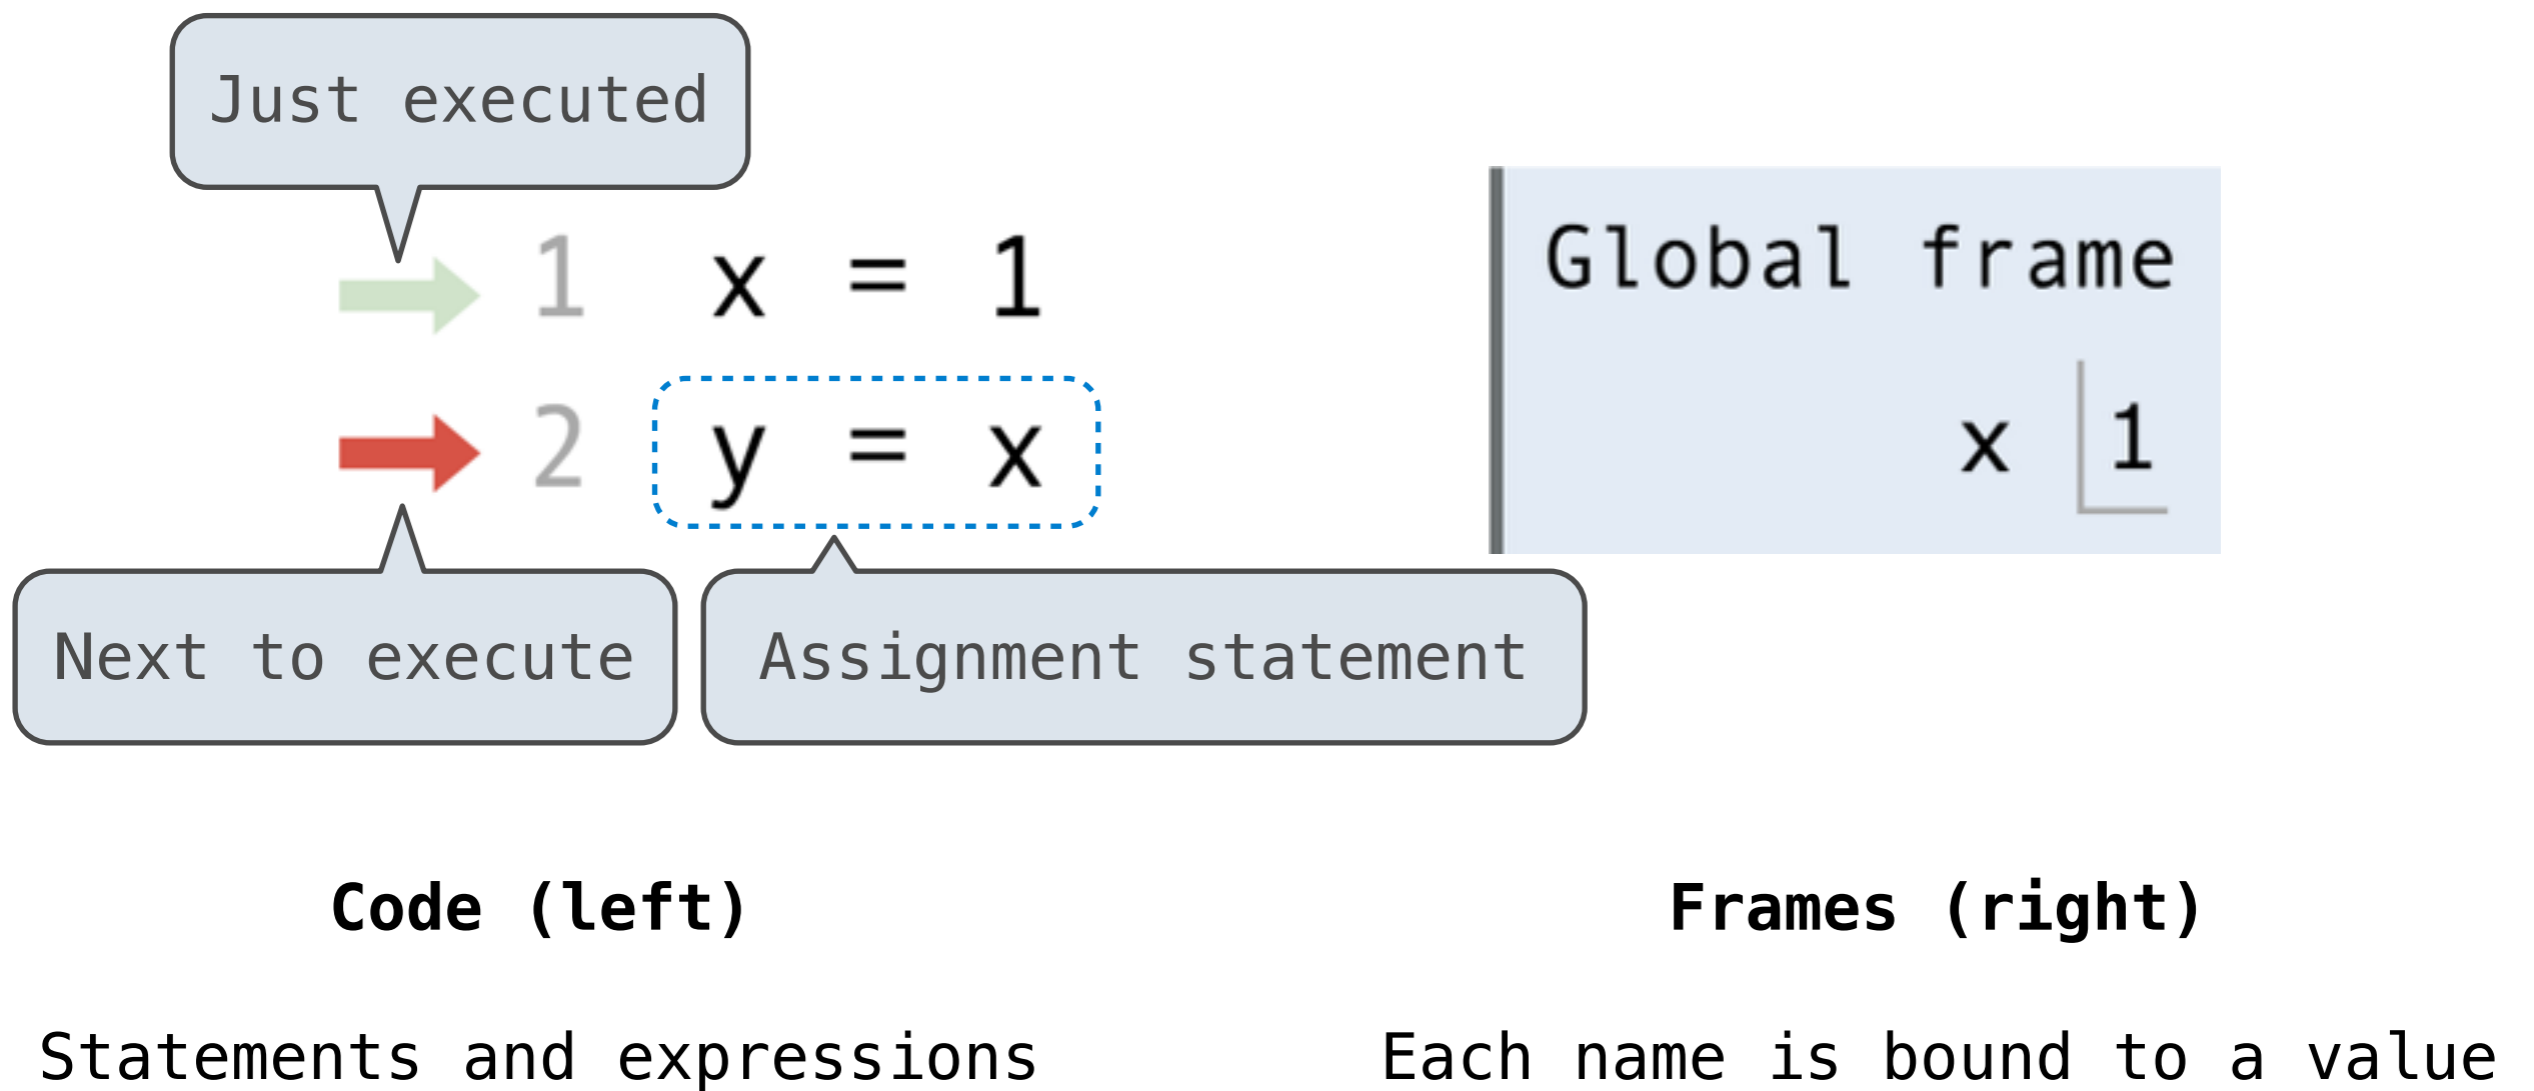 Just executed
1 x = 1
2 y = x
Next to execute
Assignment statement
Global frame
x 1
Code (left)
Statements and expressions
Frames (right)
Each name is bound to a value